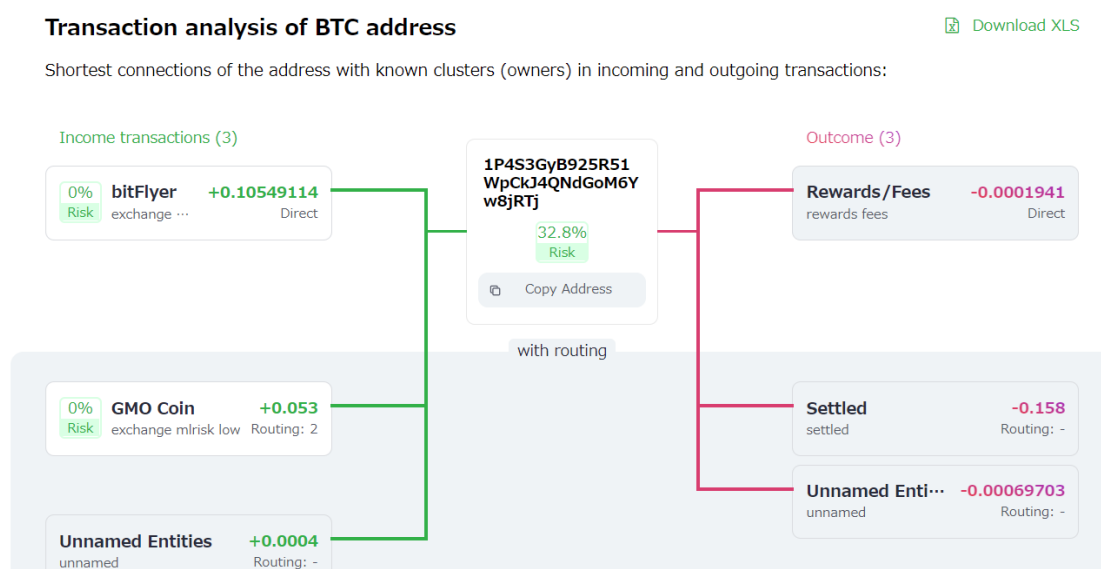 Transaction analysis of BTC address
Download XLS
Shortest connections of the address with known clusters (owners) in incoming and outgoing transactions:
Income transactions (3)
Outcome (3)
0% Risk
bitFlyer +0.10549114
exchange ··· Direct
1P4S3GyB925R51
WpCkJ4QNdGoM6Y
w8jRTj
32.8%
Risk
Copy Address
Rewards/Fees -0.0001941
rewards fees Direct
with routing
0% Risk
GMO Coin +0.053
exchange mlrisk low Routing: 2
Settled -0.158
settled Routing: -
Unnamed Enti··· -0.00069703
unnamed Routing: -
Unnamed Entities +0.0004
unnamed Routing: -